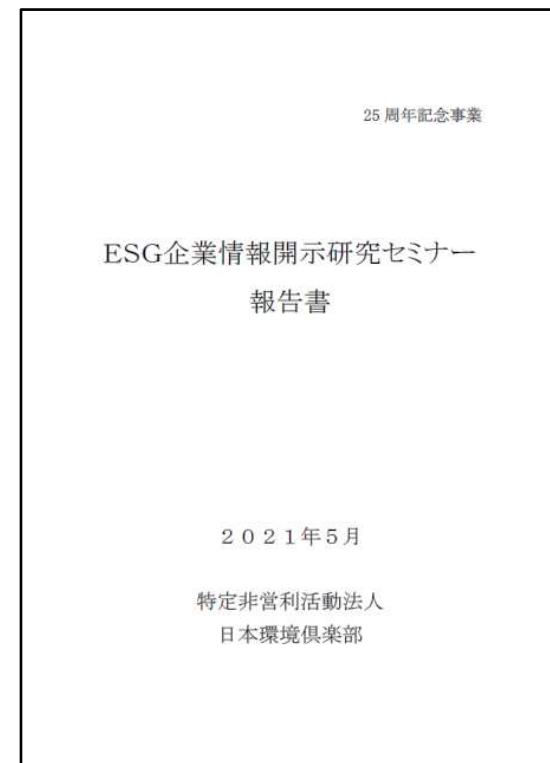 25 周年記念事業
ESG企業情報開示研究セミナー
報告書
２０２１年５月
特定非営利活動法人
日本環境倶楽部